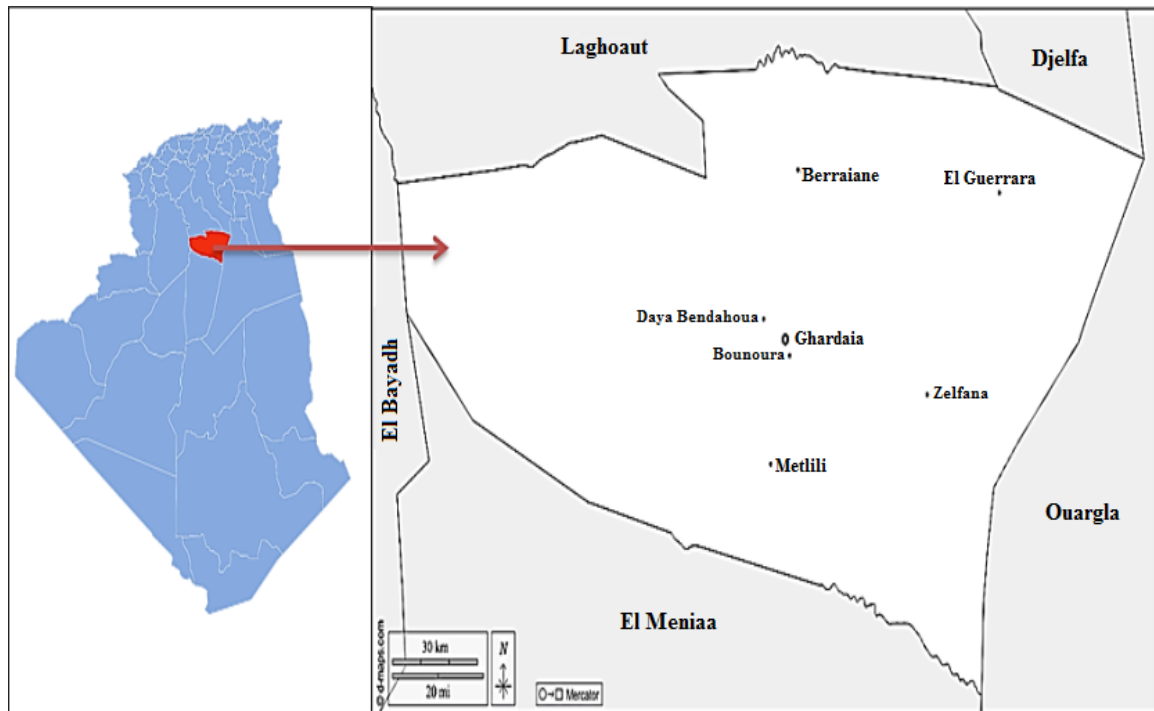 Laghoaut
Djelfa
Berraiane
El Guerrara
Daya Bendahoua
Ghardaia
Bounoura
Zelfana
Metlili
El Bayadh
Ouargla
El Meniaa
30 km
20 mi
N
Mercator
© d-maps.com